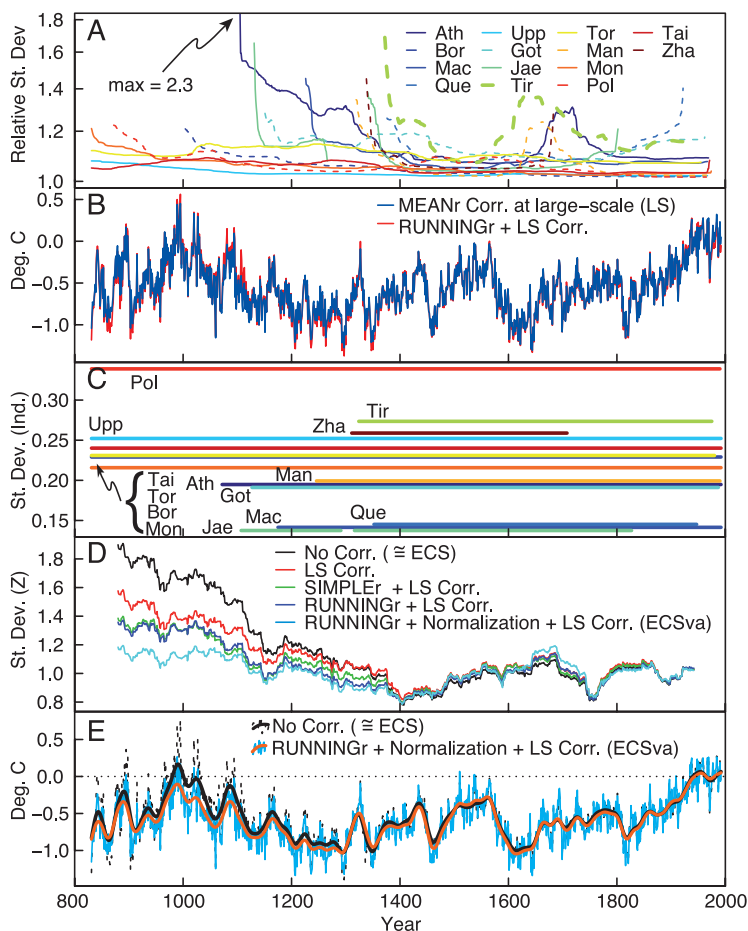 A
Relative St. Dev
1.8
1.6
1.4
1.2
1.0
max = 2.3
Ath Upp Tor Tai
Bor Got Man Zha
Mac Jae Mon
Que Tir Pol
B
Deg. C
0.5
0.0
−0.5
−1.0
MEANr Corr. at large-scale (LS)
RUNNINGr + LS Corr.
C
St. Dev. (Ind.)
0.30
0.25
0.20
0.15
Pol
Tir
Upp
Zha
Tai
Tor
Bor
Mon
Ath
Man
Got
Mac
Que
Jae
D
St. Dev. (Z)
1.8
1.6
1.4
1.2
1.0
0.8
No Corr. (≅ ECS)
LS Corr.
SIMPLEr + LS Corr.
RUNNINGr + LS Corr.
RUNNINGr + Normalization + LS Corr. (ECSva)
E
Deg. C
0.5
0.0
−0.5
−1.0
No Corr. (≅ ECS)
RUNNINGr + Normalization + LS Corr. (ECSva)
800 1000 1200 1400 1600 1800 2000
Year